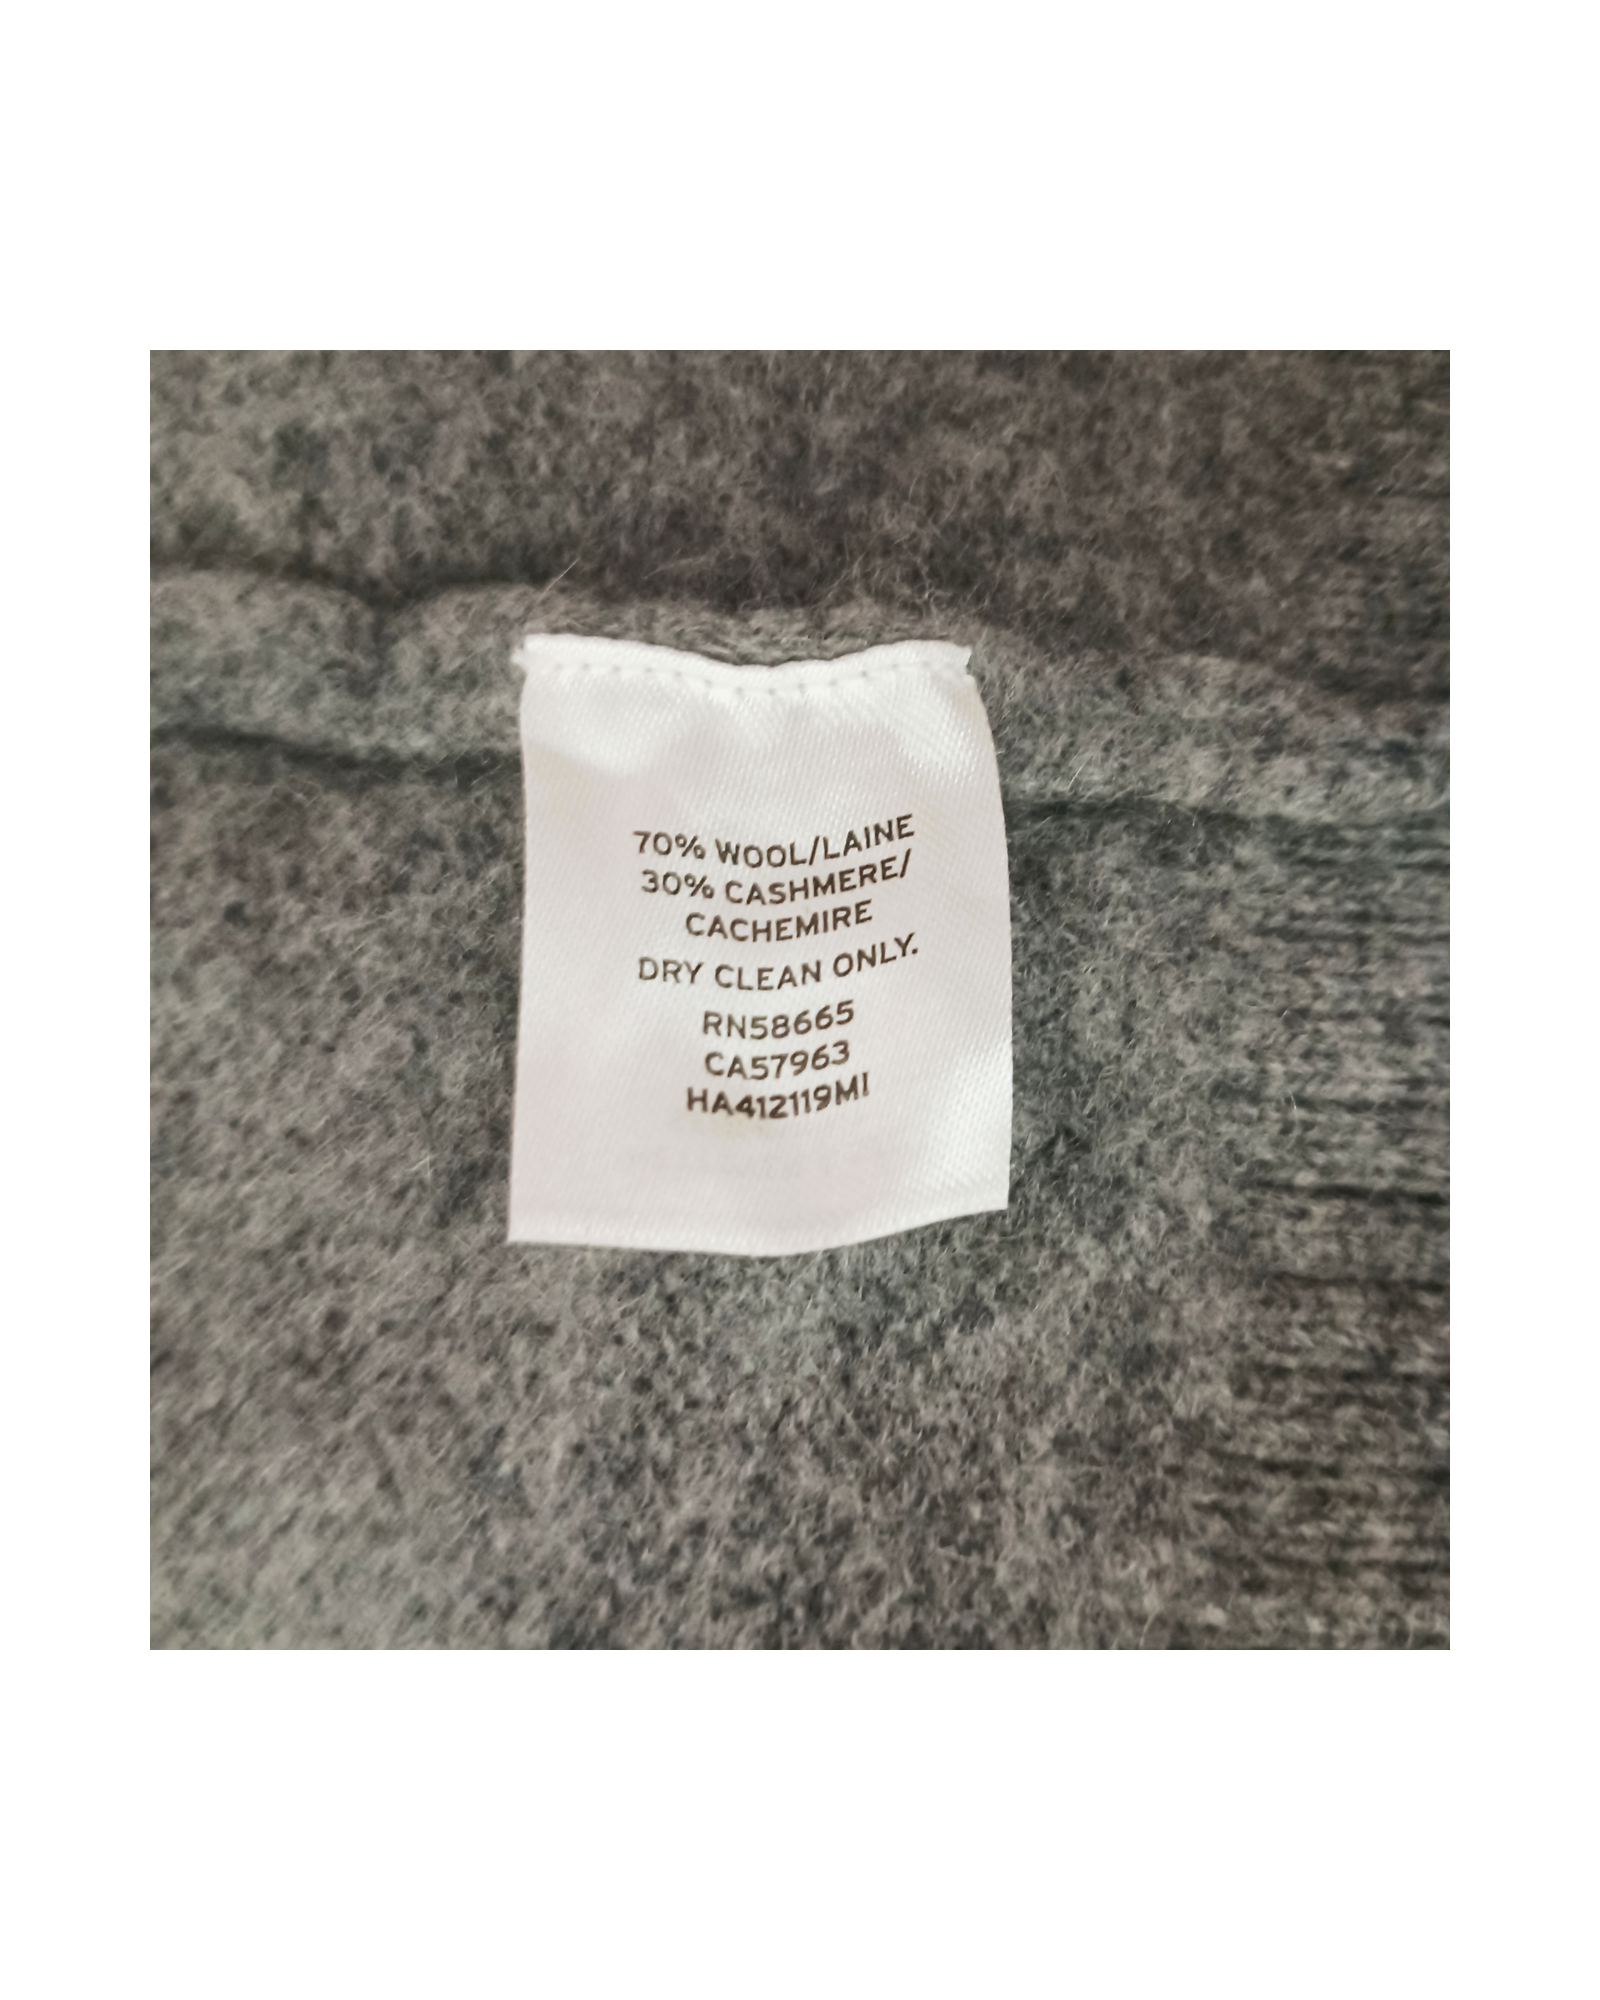 70% WOOL/LAINE
30% CASHMERE/
CACHEMIRE
DRY CLEAN ONLY.
RN58665
CA57963
HA412119MI